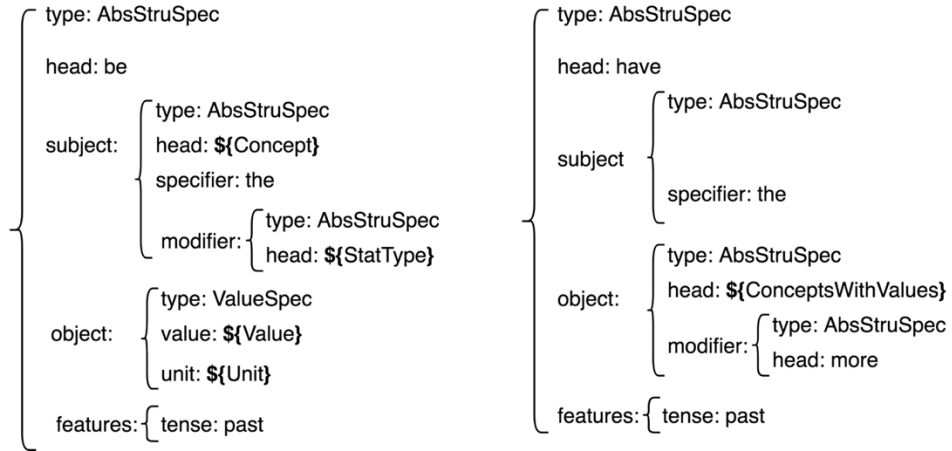 type: AbsStruSpec
head: be
subject:
type: AbsStruSpec
head: ${Concept}
specifier: the
modifier:
type: AbsStruSpec
head: ${StatType}
object:
type: ValueSpec
value: ${Value}
unit: ${Unit}
features:
tense: past
type: AbsStruSpec
head: have
subject
type: AbsStruSpec
specifier: the
object:
type: AbsStruSpec
head: ${ConceptsWithValues}
modifier:
type: AbsStruSpec
head: more
features:
tense: past